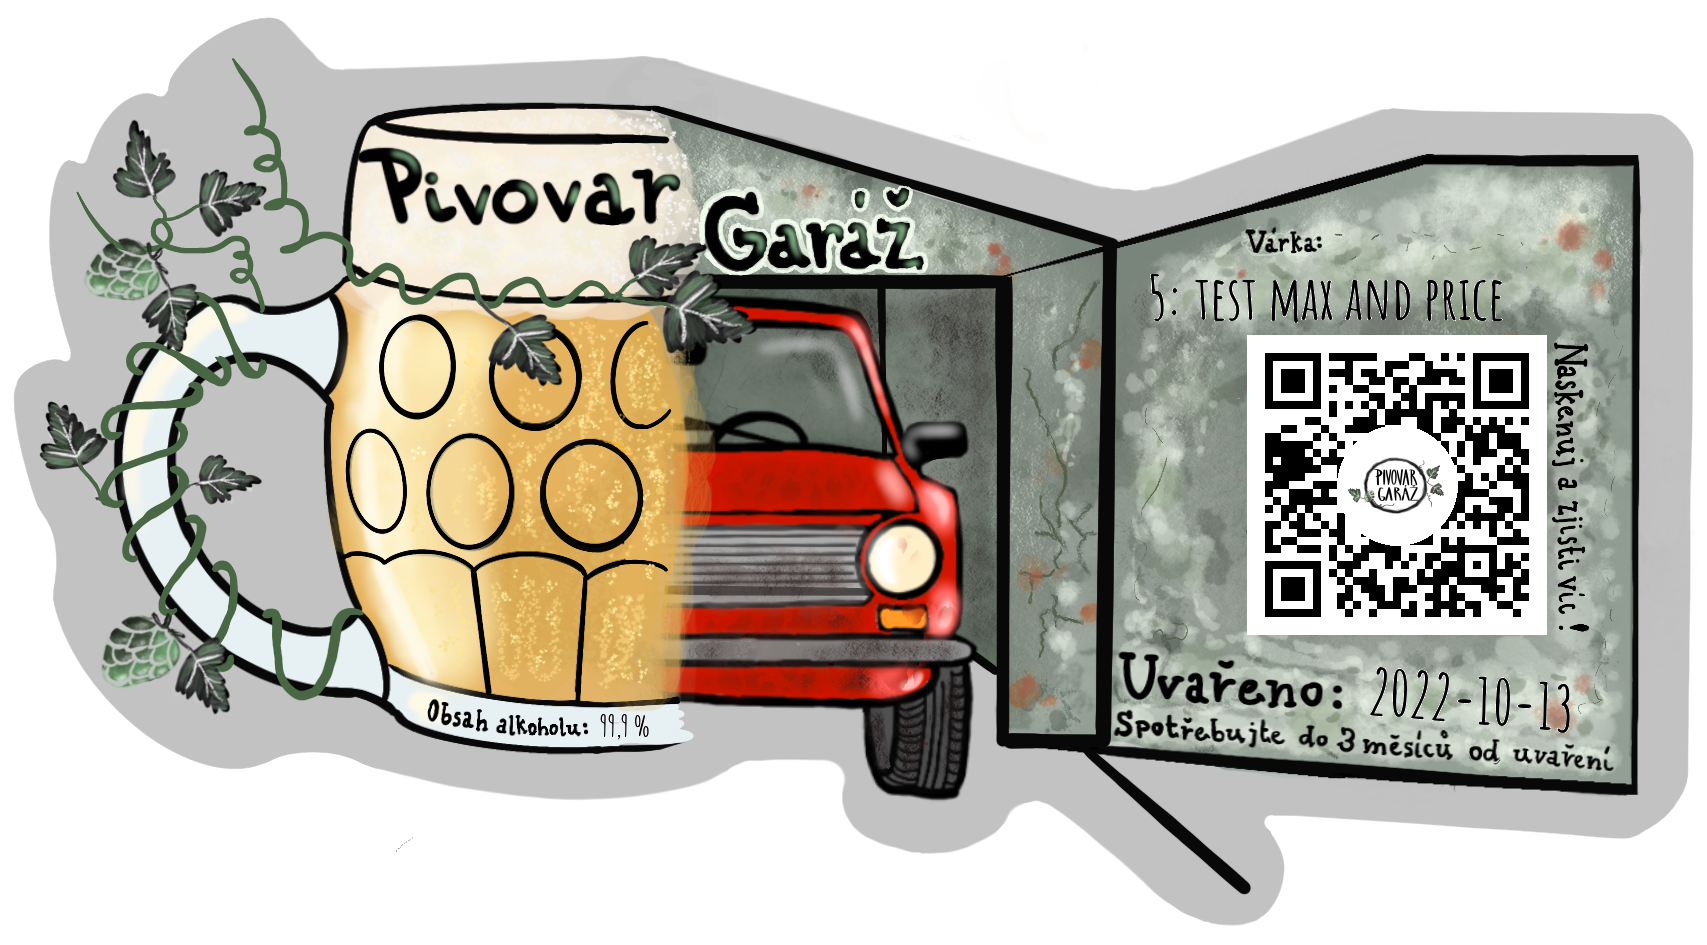 Pivovar
Garáž
Obsah alkoholu: 99,9 %
Várka:
5: TEST MAX AND PRICE
PIVOVAR
GARÁŽ
Naskenuj a zjisti víc!
Uvařeno: 2022-10-13
Spotřebujte do 3 měsíců od uvaření